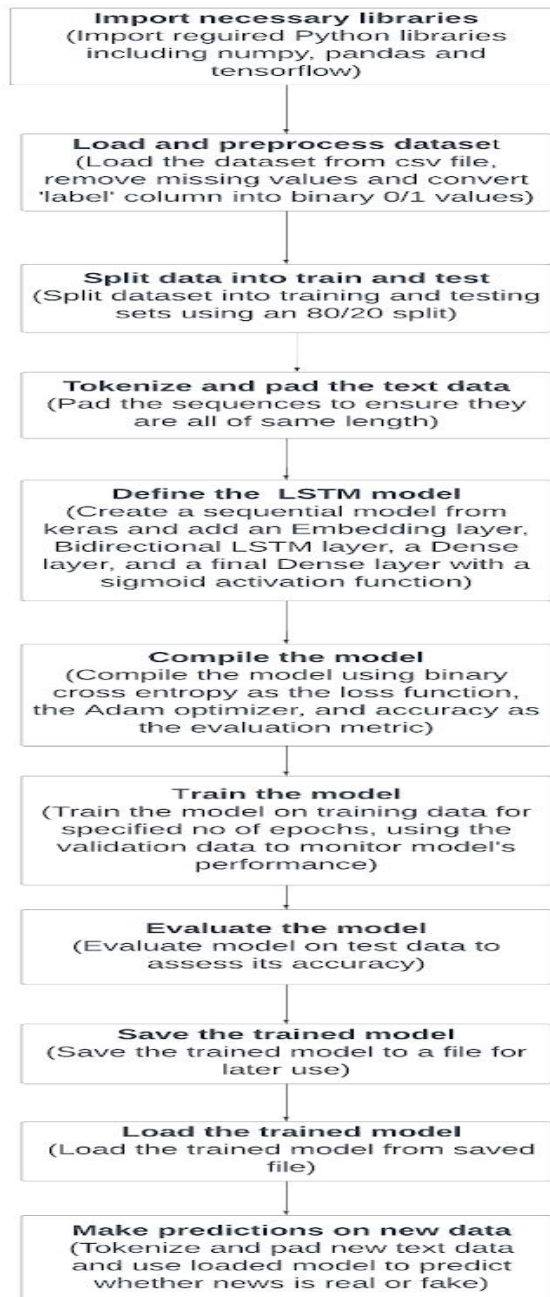 Import necessary libraries
(Import reguired Python libraries
including numpy, pandas and
tensorflow)
Load and preprocess dataset
(Load the dataset from csv file,
remove missing values and convert
'label' column into binary 0/1 values)
Split data into train and test
(Split dataset into training and testing
sets using an 80/20 split)
Tokenize and pad the text data
(Pad the sequences to ensure they
are all of same length)
Define the LSTM model
(Create a sequential model from
keras and add an Embedding layer,
Bidirectional LSTM layer, a Dense
layer, and a final Dense layer with a
sigmoid activation function)
Compile the model
(Compile the model using binary
cross entropy as the loss function,
the Adam optimizer, and accuracy as
the evaluation metric)
Train the model
(Train the model on training data for
specified no of epochs, using the
validation data to monitor model's
performance)
Evaluate the model
(Evaluate model on test data to
assess its accuracy)
Save the trained model
(Save the trained model to a file for
later use)
Load the trained model
(Load the trained model from saved
file)
Make predictions on new data
(Tokenize and pad new text data
and use loaded model to predict
whether news is real or fake)